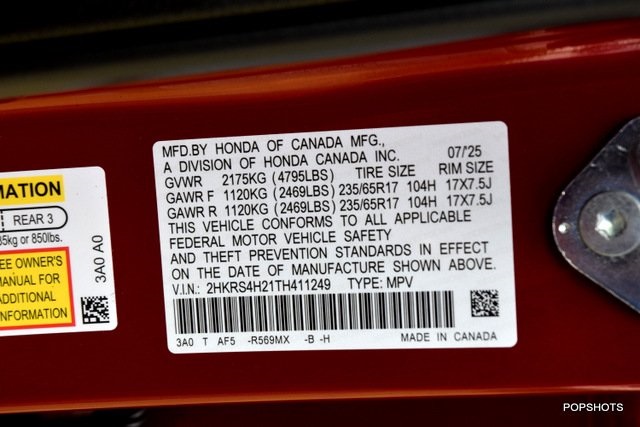 MATION
REAR 3
85kg or 850lbs.
EE OWNER'S
MANUAL FOR
ADDITIONAL
INFORMATION
3A0 A0
MFD.BY HONDA OF CANADA MFG.,
A DIVISION OF HONDA CANADA INC. 07/'25
GVWR 2175KG (4795LBS) TIRE SIZE RIM SIZE
GAWR F 1120KG (2469LBS) 235/65R17 104H 17X7.5J
GAWR R 1120KG (2469LBS) 235/65R17 104H 17X7.5J
THIS VEHICLE CONFORMS TO ALL APPLICABLE
FEDERAL MOTOR VEHICLE SAFETY
AND THEFT PREVENTION STANDARDS IN EFFECT
ON THE DATE OF MANUFACTURE SHOWN ABOVE.
V.I.N.: 2HKRS4H21TH411249 TYPE: MPV
3A0 T AF5 -R569MX -B -H MADE IN CANADA
POPSHOTS